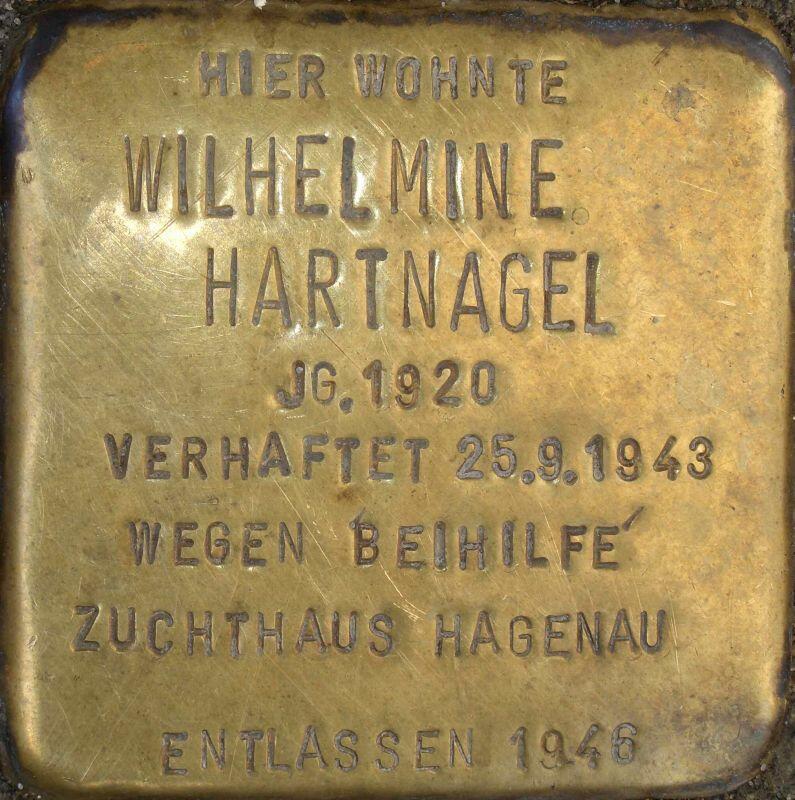 HIER WOHNTE
WILHELMINE
HARTNAGEL
JG. 1920
VERHAFTET 25.9.1943
WEGEN 'BEIHILFE'
ZUCHTHAUS HAGENAU
ENTLASSEN 1946